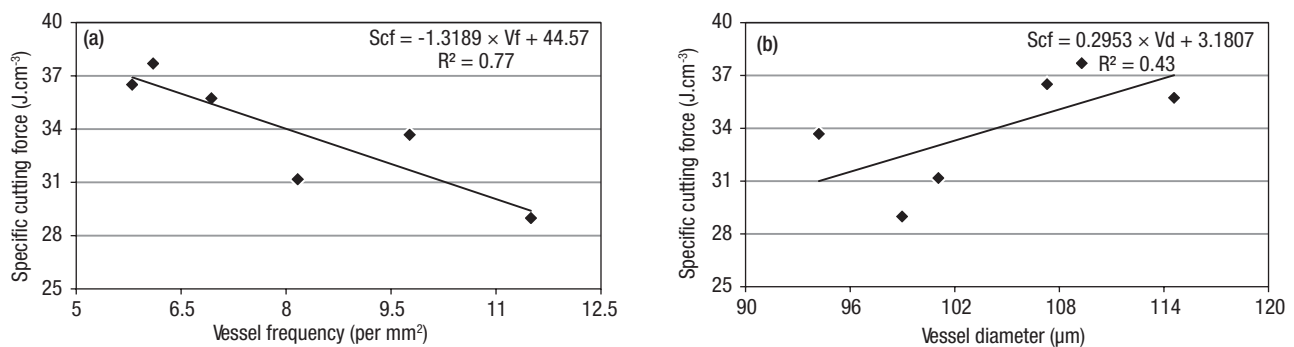 (a)
Scf = -1.3189 × Vf + 44.57
R² = 0.77
Specific cutting force (J.cm⁻³)
40
37
34
31
28
25
5
6.5
8
9.5
11
12.5
Vessel frequency (per mm²)
(b)
Scf = 0.2953 × Vd + 3.1807
R² = 0.43
Specific cutting force (J.cm⁻³)
40
37
34
31
28
25
90
96
102
108
114
120
Vessel diameter (µm)